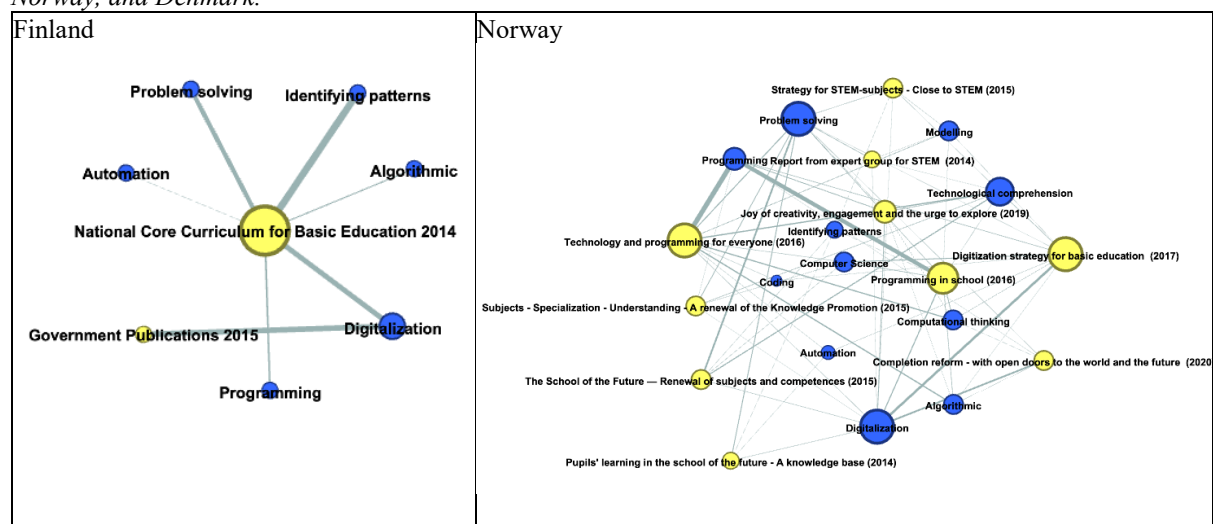 Norway, and Denmark.
Finland
Norway
Problem solving
Identifying patterns
Automation
Algorithmic
National Core Curriculum for Basic Education 2014
Government Publications 2015
Digitalization
Programming
Strategy for STEM-subjects - Close to STEM (2015)
Problem solving
Modelling
Programming
Report from expert group for STEM (2014)
Technological comprehension
Joy of creativity, engagement and the urge to explore (2019)
Identifying patterns
Technology and programming for everyone (2016)
Digitization strategy for basic education (2017)
Computer Science
Programming in school (2016)
Coding
Subjects - Specialization - Understanding - A renewal of the Knowledge Promotion (2015)
Computational thinking
Automation
Completion reform - with open doors to the world and the future (2020
The School of the Future — Renewal of subjects and competences (2015)
Algorithmic
Digitalization
Pupils' learning in the school of the future - A knowledge base (2014)